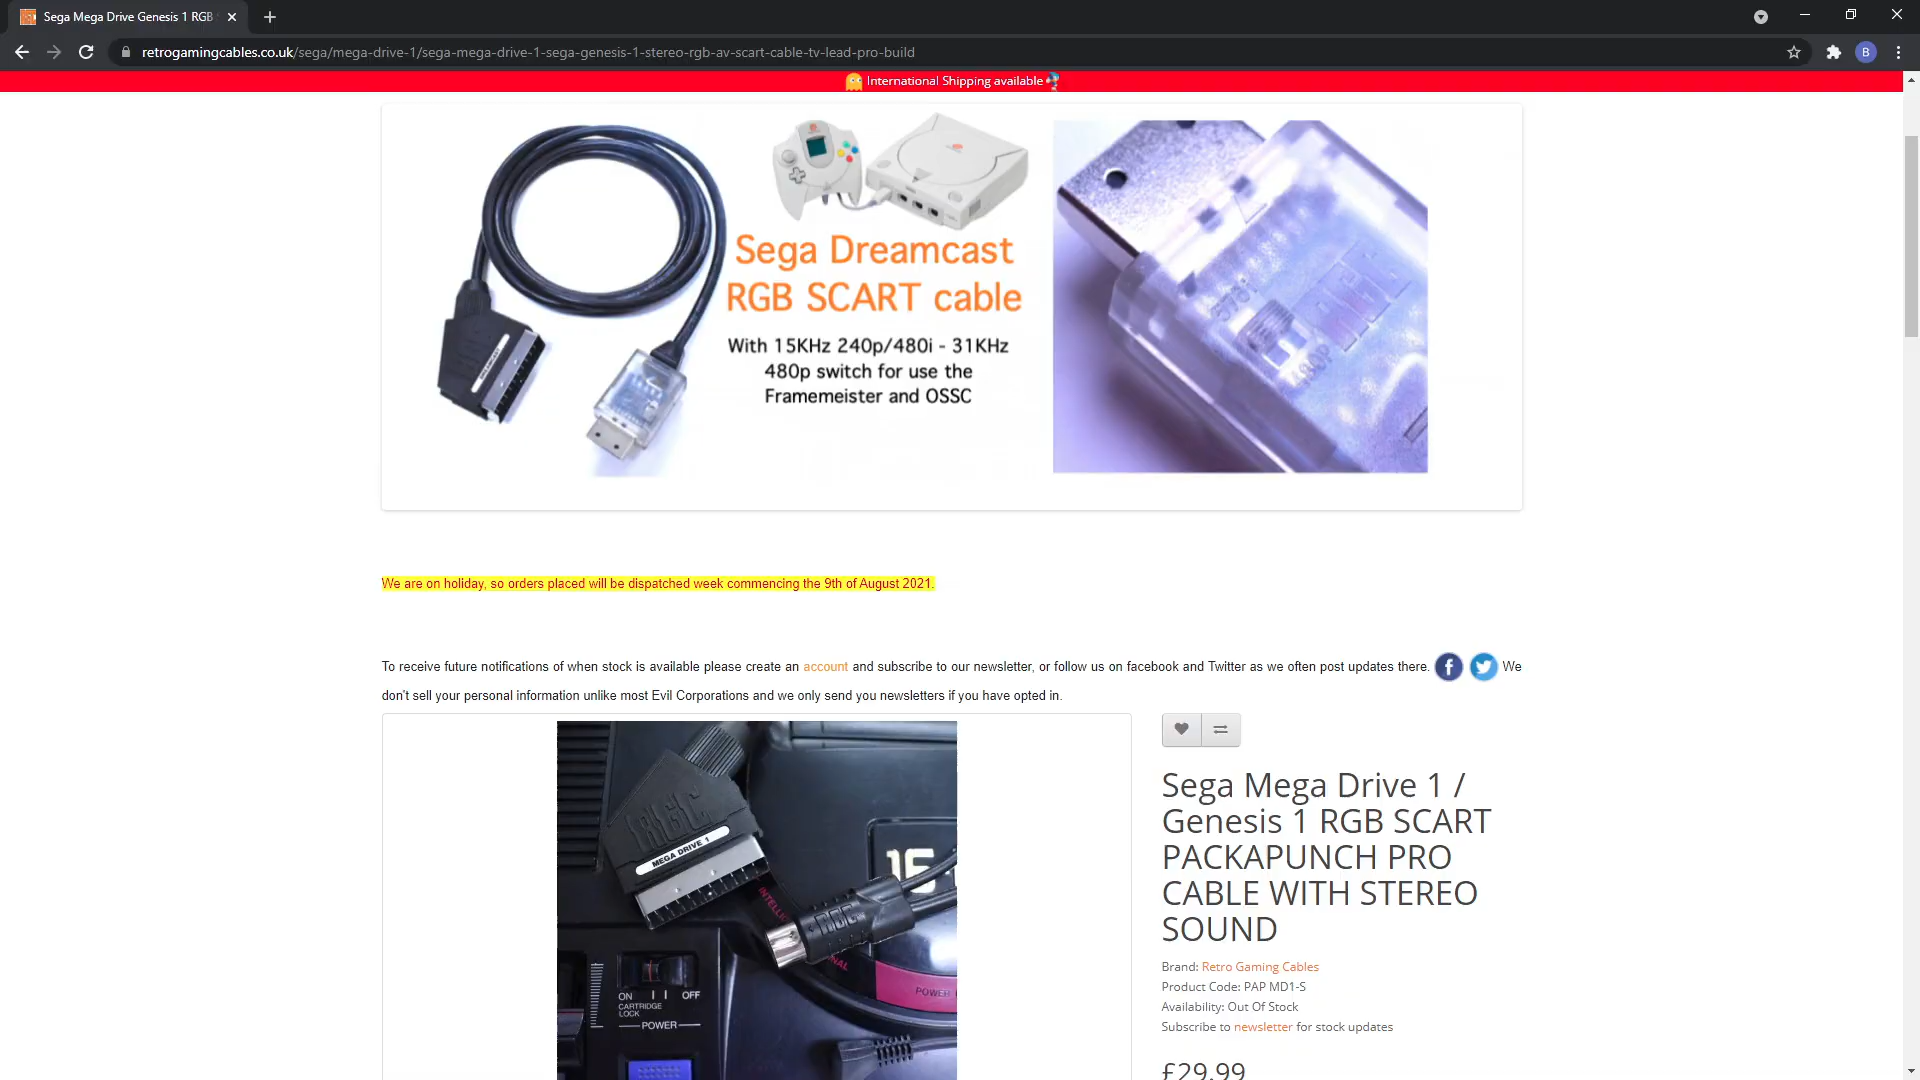 Sega Mega Drive Genesis 1 RGB
retrogamingcables.co.uk/sega/mega-drive-1/sega-mega-drive-1-sega-genesis-1-stereo-rgb-av-scart-cable-tv-lead-pro-build
B
International Shipping available
Sega Dreamcast
RGB SCART cable
With 15KHz 240p/480i - 31KHz
480p switch for use the
Framemeister and OSSC
480p
We are on holiday, so orders placed will be dispatched week commencing the 9th of August 2021.
To receive future notifications of when stock is available please create an account and subscribe to our newsletter, or follow us on facebook and Twitter as we often post updates there. We
don't sell your personal information unlike most Evil Corporations and we only send you newsletters if you have opted in.
RGC
MEGA DRIVE 1
RGC
ON OFF
CARTRIDGE
LOCK
POWER
POWER
Sega Mega Drive 1 /
Genesis 1 RGB SCART
PACKAPUNCH PRO
CABLE WITH STEREO
SOUND
Brand: Retro Gaming Cables
Product Code: PAP MD1-S
Availability: Out Of Stock
Subscribe to newsletter for stock updates
£29.99